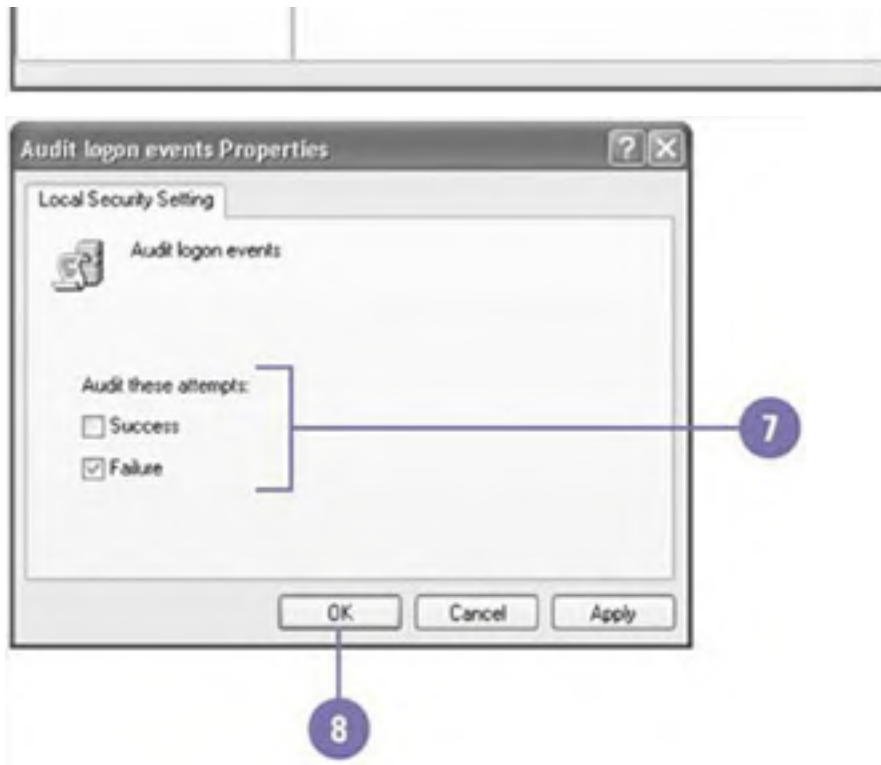 Audit logon events Properties
Local Security Setting
Audit logon events
Audit these attempts:
Success
Failure
7
OK
Cancel
Apply
8